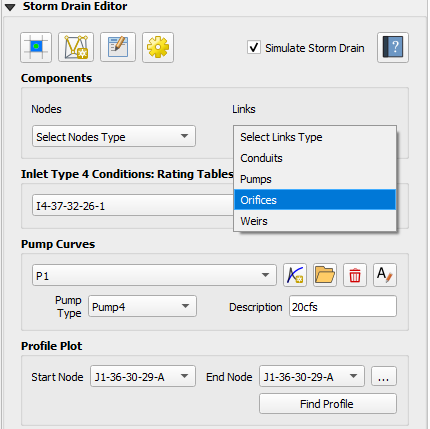 Storm Drain Editor
Simulate Storm Drain
?
Components
Nodes
Links
Select Nodes Type
Select Links Type
Conduits
Pumps
Orifices
Weirs
Inlet Type 4 Conditions: Rating Tables
I4-37-32-26-1
Pump Curves
P1
A
Pump Type
Pump4
Description
20cfs
Profile Plot
Start Node
J1-36-30-29-A
End Node
J1-36-30-29-A
...
Find Profile